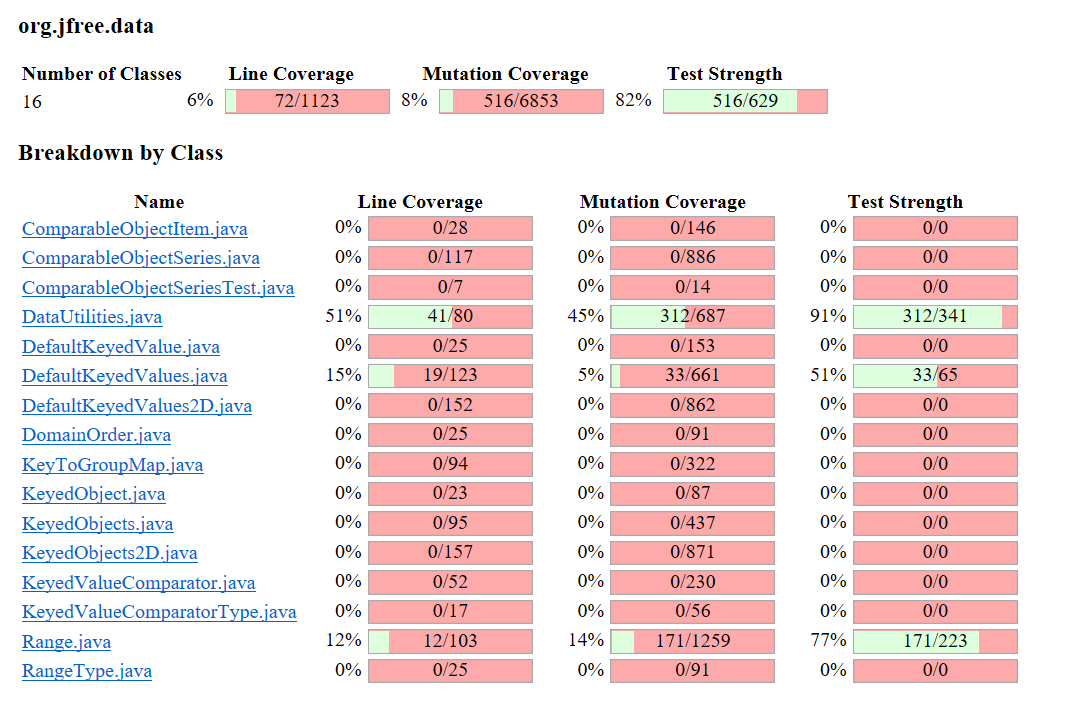 org.jfree.data
Number of Classes Line Coverage Mutation Coverage Test Strength
16 6% 72/1123 8% 516/6853 82% 516/629
Breakdown by Class
Name Line Coverage Mutation Coverage Test Strength
ComparableObjectItem.java 0% 0/28 0% 0/146 0% 0/0
ComparableObjectSeries.java 0% 0/117 0% 0/886 0% 0/0
ComparableObjectSeriesTest.java 0% 0/7 0% 0/14 0% 0/0
DataUtilities.java 51% 41/80 45% 312/687 91% 312/341
DefaultKeyedValue.java 0% 0/25 0% 0/153 0% 0/0
DefaultKeyedValues.java 15% 19/123 5% 33/661 51% 33/65
DefaultKeyedValues2D.java 0% 0/152 0% 0/862 0% 0/0
DomainOrder.java 0% 0/25 0% 0/91 0% 0/0
KeyToGroupMap.java 0% 0/94 0% 0/322 0% 0/0
KeyedObject.java 0% 0/23 0% 0/87 0% 0/0
KeyedObjects.java 0% 0/95 0% 0/437 0% 0/0
KeyedObjects2D.java 0% 0/157 0% 0/871 0% 0/0
KeyedValueComparator.java 0% 0/52 0% 0/230 0% 0/0
KeyedValueComparatorType.java 0% 0/17 0% 0/56 0% 0/0
Range.java 12% 12/103 14% 171/1259 77% 171/223
RangeType.java 0% 0/25 0% 0/91 0% 0/0